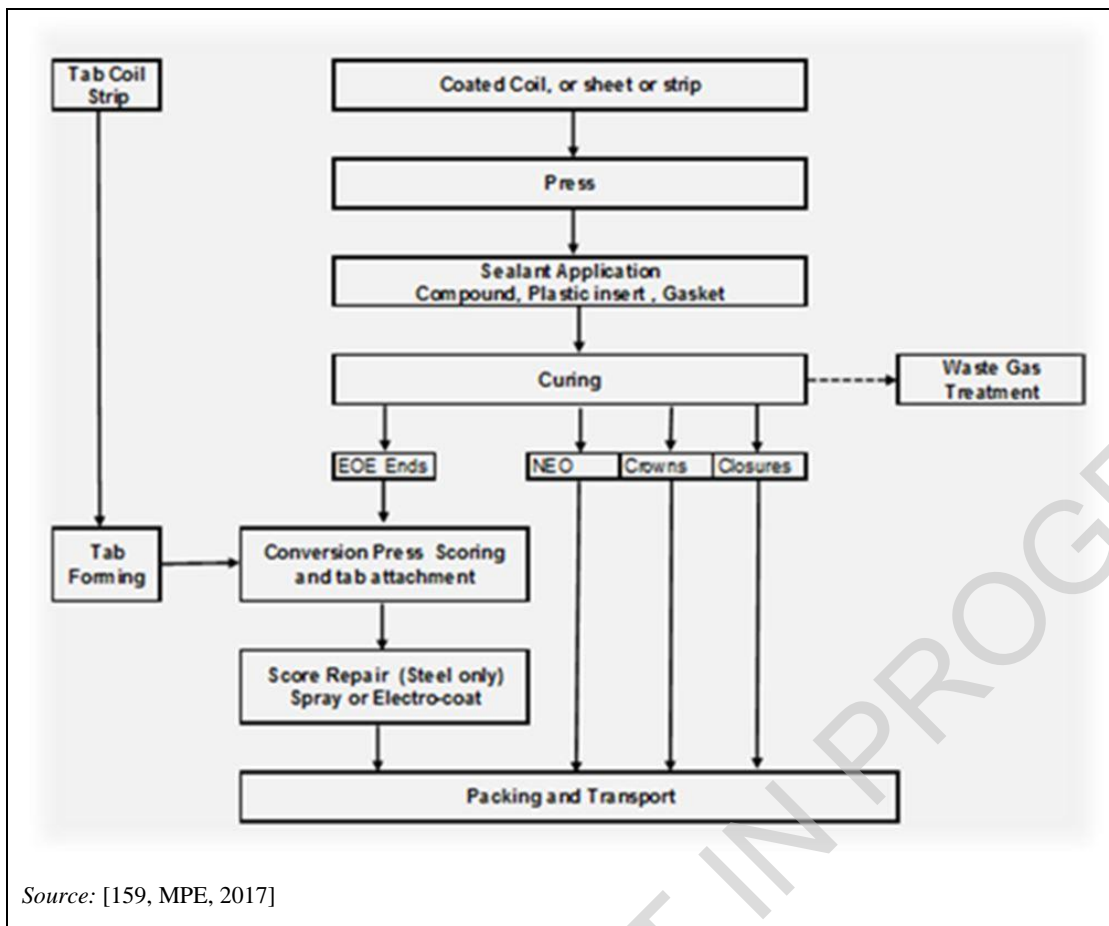 Tab Coil
Strip
Coated Coil, or sheet or strip
Press
Sealant Application
Compound, Plastic insert , Gasket
Curing
Waste Gas
Treatment
EOE Ends
NEO
Crowns
Closures
Tab
Forming
Conversion Press Scoring
and tab attachment
Score Repair (Steel only)
Spray or Electro-coat
Packing and Transport
Source: [159, MPE, 2017]
IN PROGR